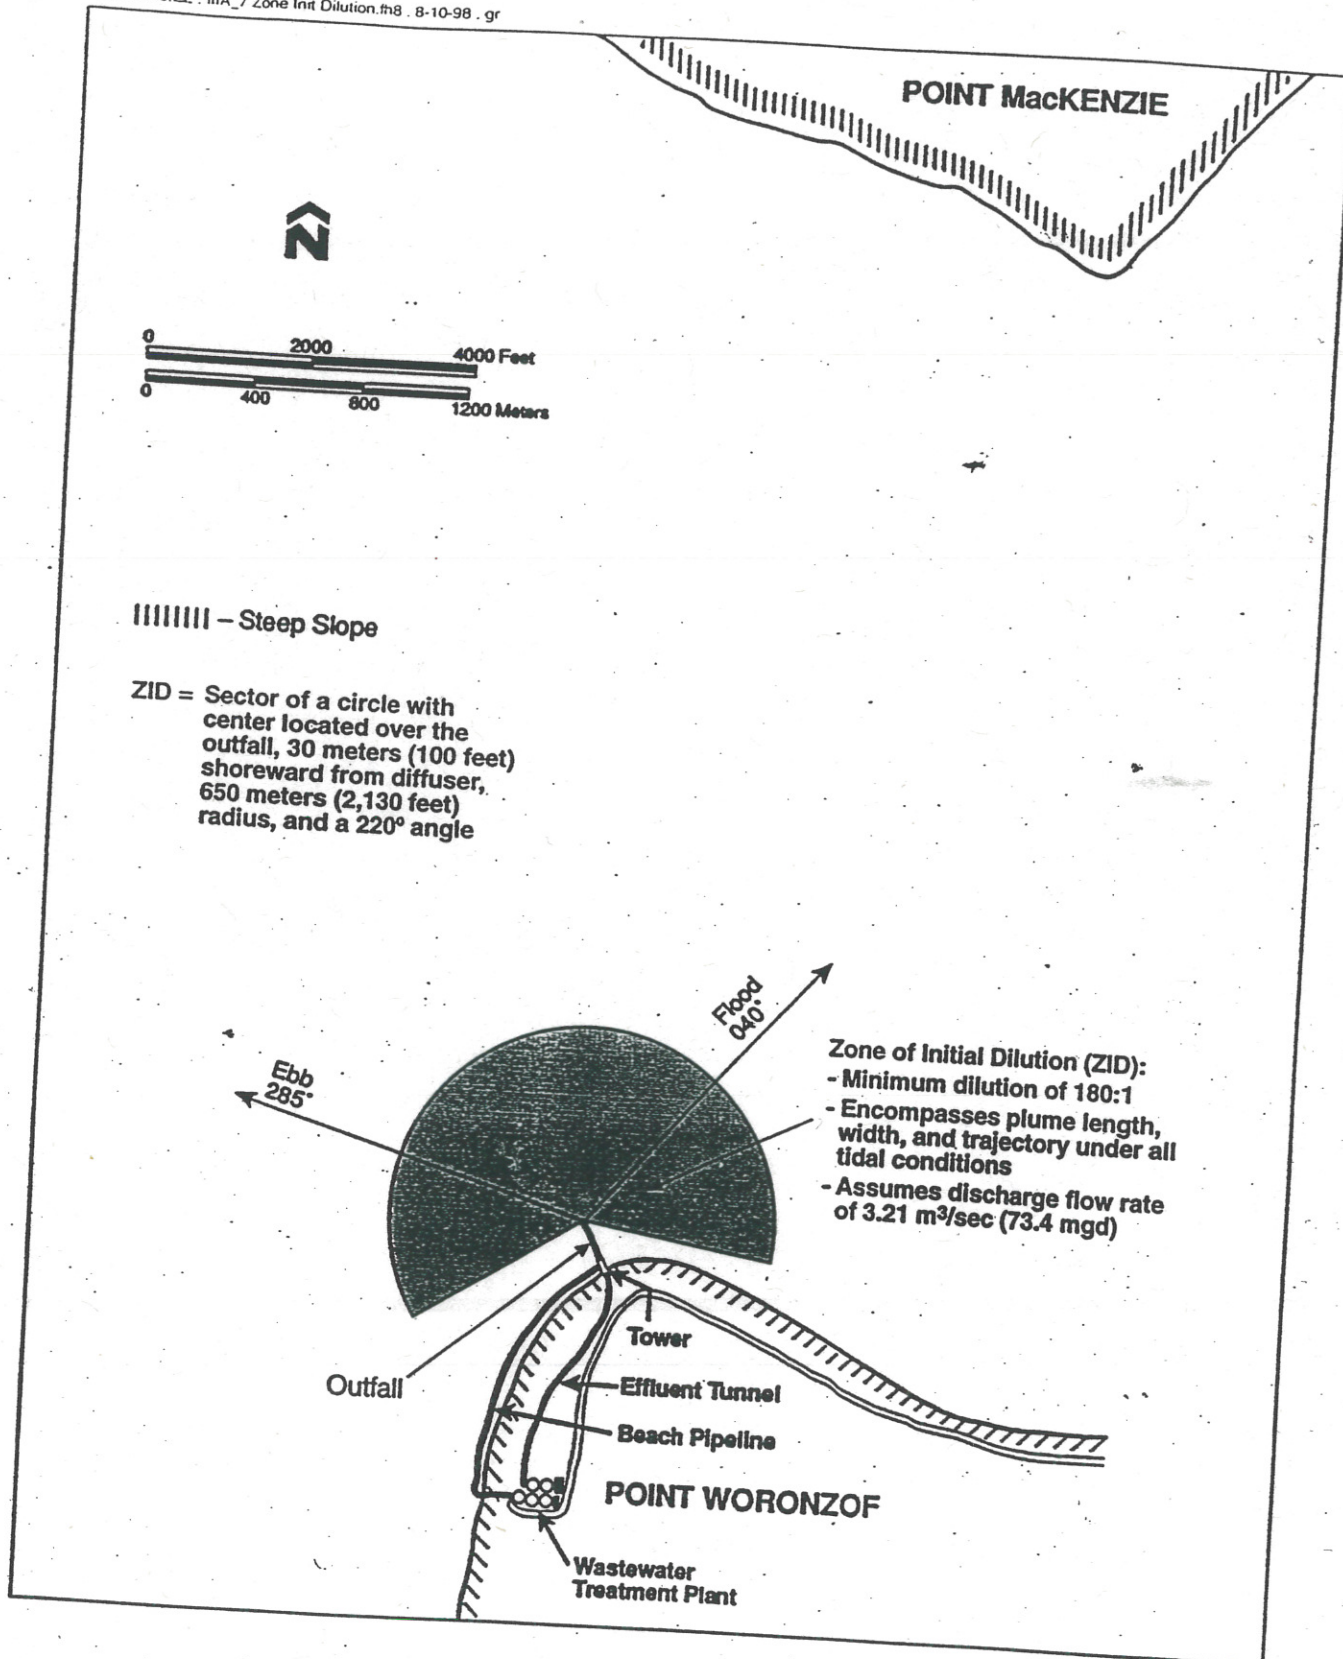 Zone Init Dilution.fh8 . 8-10-98 . gr
POINT MacKENZIE
N
0 2000 4000 Feet
0 400 800 1200 Meters
– Steep Slope
ZID = Sector of a circle with
center located over the
outfall, 30 meters (100 feet)
shoreward from diffuser,
650 meters (2,130 feet)
radius, and a 220º angle
Flood
040°
Ebb
285°
Zone of Initial Dilution (ZID):
- Minimum dilution of 180:1
- Encompasses plume length,
width, and trajectory under all
tidal conditions
- Assumes discharge flow rate
of 3.21 m³/sec (73.4 mgd)
Tower
Outfall
Effluent Tunnel
Beach Pipeline
POINT WORONZOF
Wastewater
Treatment Plant